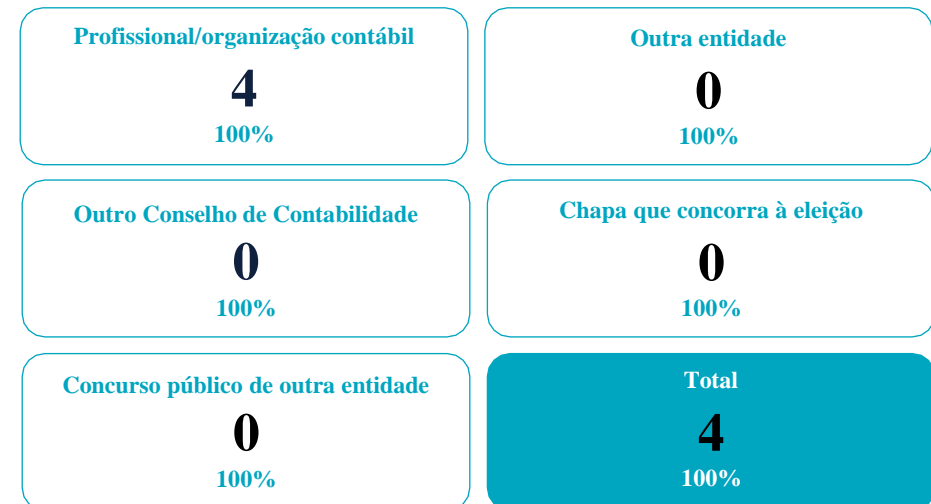 Profissional/organização contábil
4
100%
Outra entidade
0
100%
Outro Conselho de Contabilidade
0
100%
Chapa que concorra à eleição
0
100%
Concurso público de outra entidade
0
100%
Total
4
100%